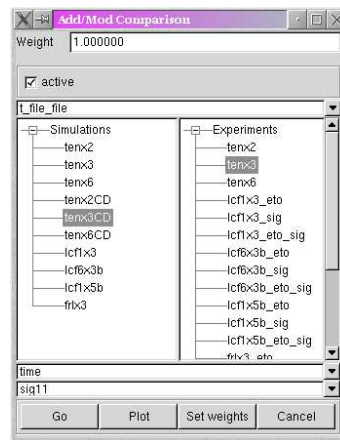 Add/Mod Comparison
Weight 1.000000
active
t_file_file
Simulations
tenx2
tenx3
tenx6
tenx2CD
tenx3CD
tenx6CD
lcf1x3
lcf6x3b
lcf1x5b
frlx3
Experiments
tenx2
tenx3
tenx6
lcf1x3_eto
lcf1x3_sig
lcf1x3_eto_sig
lcf6x3b_eto
lcf6x3b_sig
lcf6x3b_eto_sig
lcf1x5b_eto
lcf1x5b_sig
lcf1x5b_eto_sig
frlx3_eto
time
sig11
Go Plot Set weights Cancel